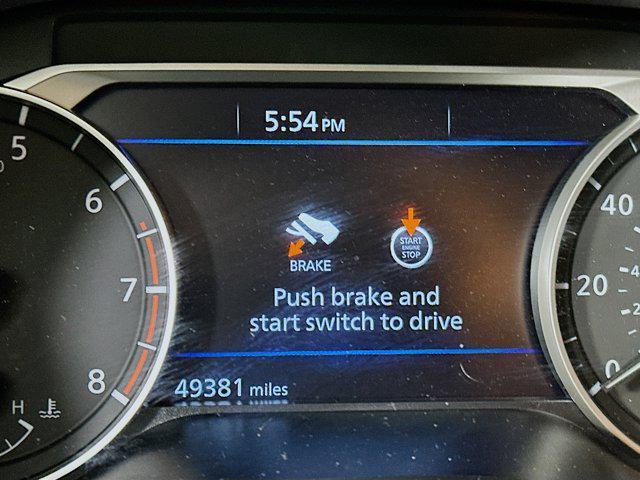 5:54 PM
5
6
7
8
H
BRAKE
START
ENGINE
STOP
Push brake and
start switch to drive
49381 miles
40
20
0